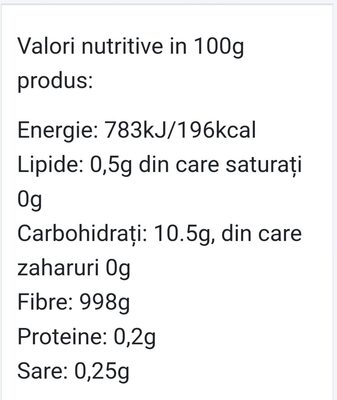 Valori nutritive in 100g
produs:
Energie: 783kJ/196kcal
Lipide: 0,5g din care saturați
0g
Carbohidrați: 10.5g, din care
zaharuri 0g
Fibre: 998g
Proteine: 0,2g
Sare: 0,25g